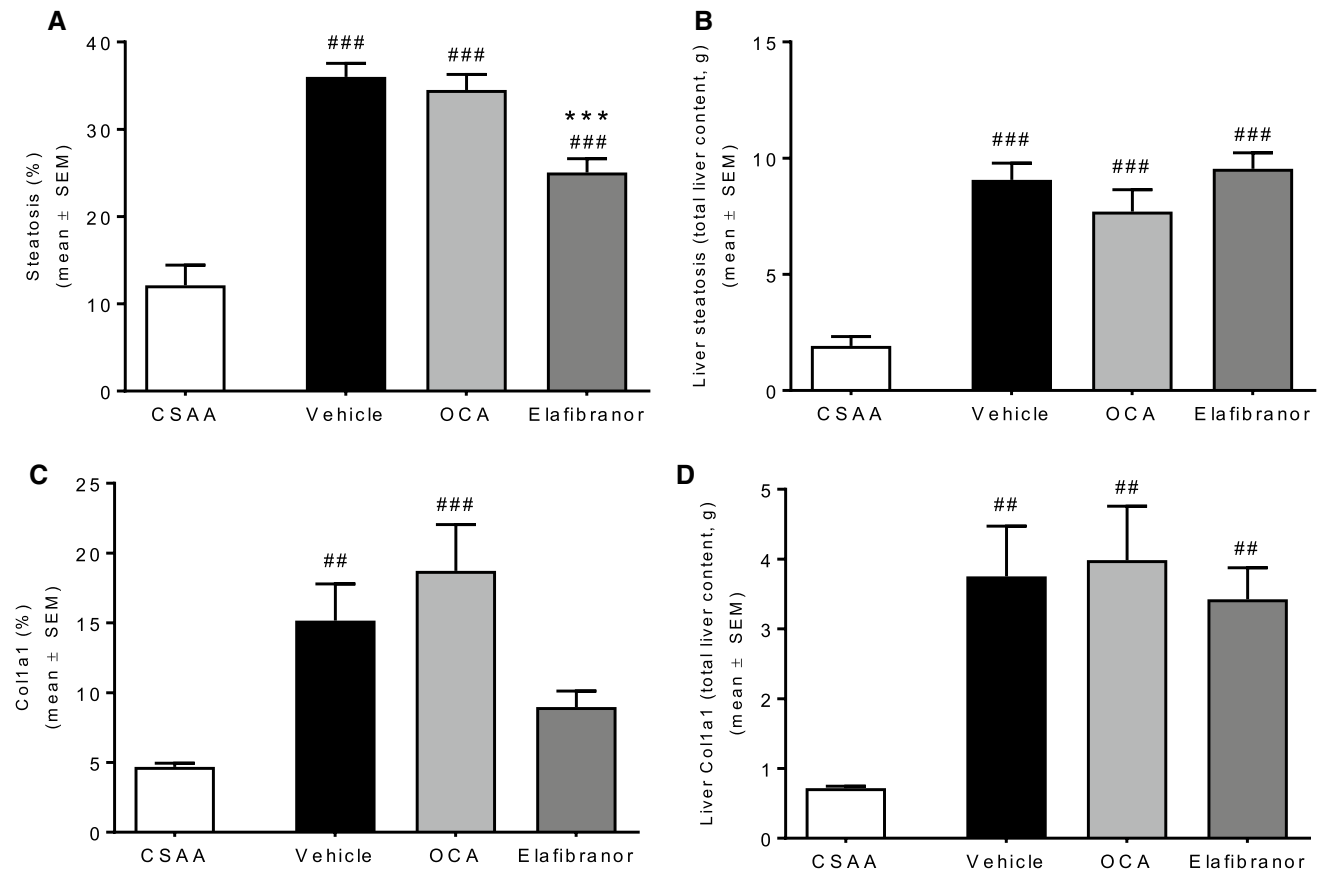 A
Steatosis (%)
(mean ± SEM)
40
30
20
10
0
###
###
***
###
CSAA
Vehicle
OCA
Elafibranor
B
Liver steatosis (total liver content, g)
(mean ± SEM)
15
10
5
0
###
###
###
CSAA
Vehicle
OCA
Elafibranor
C
Col1a1 (%)
(mean ± SEM)
25
20
15
10
5
0
##
###
CSAA
Vehicle
OCA
Elafibranor
D
Liver Col1a1 (total liver content, g)
(mean ± SEM)
5
4
3
2
1
0
##
##
##
CSAA
Vehicle
OCA
Elafibranor